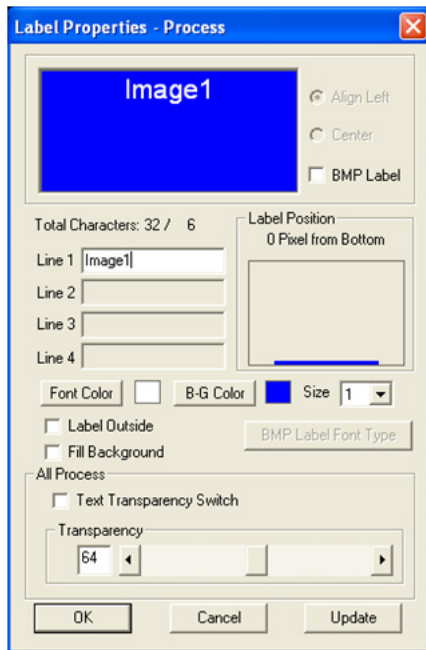 Label Properties - Process
Image1
Align Left
Center
BMP Label
Total Characters: 32 / 6
Label Position
0 Pixel from Bottom
Line 1 Image1
Line 2
Line 3
Line 4
Font Color B-G Color Size 1
Label Outside
Fill Background
BMP Label Font Type
All Process
Text Transparency Switch
Transparency
64
OK Cancel Update